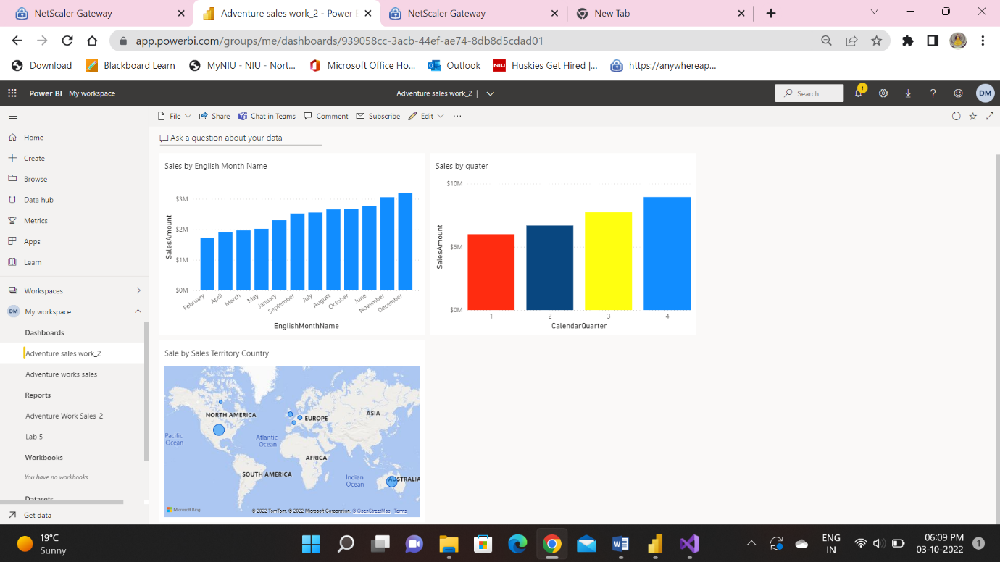 NetScaler Gateway
Adventure sales work_2 - Power
NetScaler Gateway
New Tab
app.powerbi.com/groups/me/dashboards/939058cc-3acb-44ef-ae74-8db8d5cdad01
Download
Blackboard Learn
MyNIU - NIU - Nort...
Microsoft Office Ho...
Outlook
NIU
Huskies Get Hired |...
https://anywhereap...
Power BI My workspace
Adventure sales work_2 |
Search
1
?
DM
File
Share
Chat in Teams
Comment
Subscribe
Edit
...
Home
Create
Browse
Data hub
Metrics
Apps
Learn
Workspaces
DM My workspace
Dashboards
Adventure sales work_2
Adventure works sales
Reports
Adventure Work Sales_2
Lab 5
Workbooks
You have no workbooks
Datasets
Get data
Ask a question about your data
Sales by English Month Name
SalesAmount
$3M
$2M
$1M
$0M
February
April
March
May
January
September
July
August
October
June
November
December
EnglishMonthName
Sales by quater
SalesAmount
$10M
$5M
$0M
1 2 3 4
CalendarQuarter
Sale by Sales Territory Country
NORTH AMERICA
EUROPE
ASIA
Pacific
Ocean
Atlantic
Ocean
AFRICA
SOUTH AMERICA
Indian
Ocean
AUSTRALIA
Microsoft Bing
© 2022 TomTom, © 2022 Microsoft Corporation, © OpenStreetMap Terms
19°C
Sunny
ENG
IN
06:09 PM
03-10-2022
1